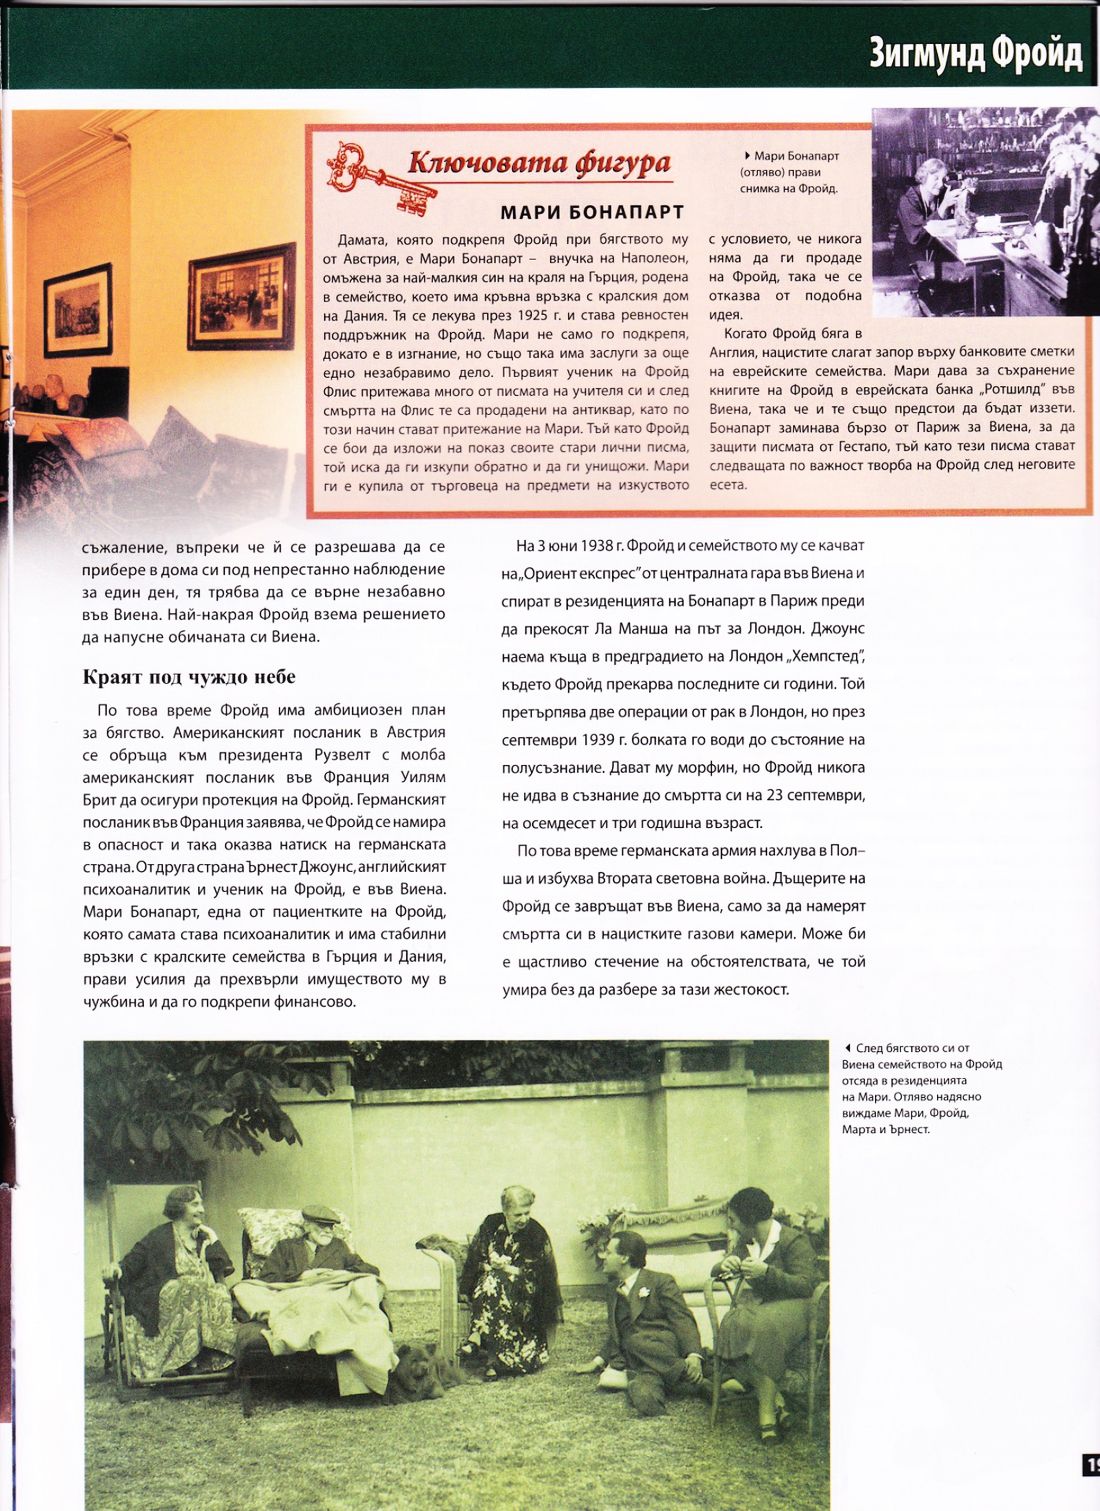 Зигмунд Фройд
Ключовата фигура
МАРИ БОНАПАРТ
Дамата, която подкрепя Фройд при бягството му
от Австрия, е Мари Бонапарт – внучка на Наполеон,
омъжена за най-малкия син на краля на Гърция, родена
в семейство, което има кръвна връзка с кралския дом
на Дания. Тя се лекува през 1925 г. и става ревностен
поддръжник на Фройд. Мари не само го подкрепя,
докато е в изгнание, но също така има заслуги за още
едно незабравимо дело. Първият ученик на Фройд
Флис притежава много от писмата на учителя си и след
смъртта на Флис те са продадени на антиквар, като по
този начин стават притежание на Мари. Тъй като Фройд
се бои да изложи на показ своите стари лични писма,
той иска да ги изкупи обратно и да ги унищожи. Мари
ги е купила от търговеца на предмети на изкуството
Мари Бонапарт
(отляво) прави
снимка на Фройд.
с условието, че никога
няма да ги продаде
на Фройд, така че се
отказва от подобна
идея.
Когато Фройд бяга в
Англия, нацистите слагат запор върху банковите сметки
на еврейските семейства. Мари дава за съхранение
книгите на Фройд в еврейската банка „Ротшилд” във
Виена, така че и те също предстои да бъдат иззети.
Бонапарт заминава бързо от Париж за Виена, за да
защити писмата от Гестапо, тъй като тези писма стават
следващата по важност творба на Фройд след неговите
есета.
съжаление, въпреки че й се разрешава да се
прибере в дома си под непрестанно наблюдение
за един ден, тя трябва да се върне незабавно
във Виена. Най-накрая Фройд взема решението
да напусне обичаната си Виена.
Краят под чуждо небе
По това време Фройд има амбициозен план
за бягство. Американският посланик в Австрия
се обръща към президента Рузвелт с молба
американският посланик във Франция Уилям
Брит да осигури протекция на Фройд. Германският
посланик във Франция заявява, че Фройд се намира
в опасност и така оказва натиск на германската
страна. От друга страна Ърнест Джоунс, английският
психоаналитик и ученик на Фройд, е във Виена.
Мари Бонапарт, една от пациентките на Фройд,
която самата става психоаналитик и има стабилни
връзки с кралските семейства в Гърция и Дания,
прави усилия да прехвърли имуществото му в
чужбина и да го подкрепи финансово.
На 3 юни 1938 г. Фройд и семейството му се качват
на „Ориент експрес” от централната гара във Виена и
спират в резиденцията на Бонапарт в Париж преди
да прекосят Ла Манша на път за Лондон. Джоунс
наема къща в предградието на Лондон „Хемпстед”,
където Фройд прекарва последните си години. Той
претърпява две операции от рак в Лондон, но през
септември 1939 г. болката го води до състояние на
полусъзнание. Дават му морфин, но Фройд никога
не идва в съзнание до смъртта си на 23 септември,
на осемдесет и три годишна възраст.
По това време германската армия нахлува в Пол–
ша и избухва Втората световна война. Дъщерите на
Фройд се завръщат във Виена, само за да намерят
смъртта си в нацистките газови камери. Може би
е щастливо стечение на обстоятелствата, че той
умира без да разбере за тази жестокост.
След бягството си от
Виена семейството на Фройд
отсяда в резиденцията
на Мари. Отляво надясно
виждаме Мари, Фройд,
Марта и Ърнест.